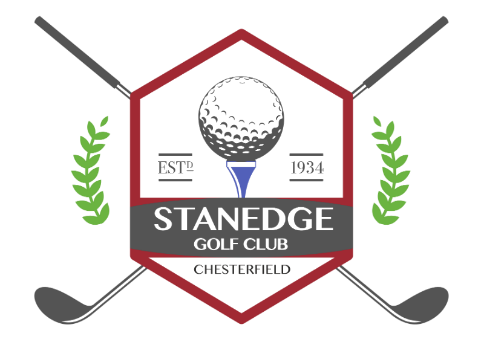 ESTD 1934
STANEDGE
GOLF CLUB
CHESTERFIELD